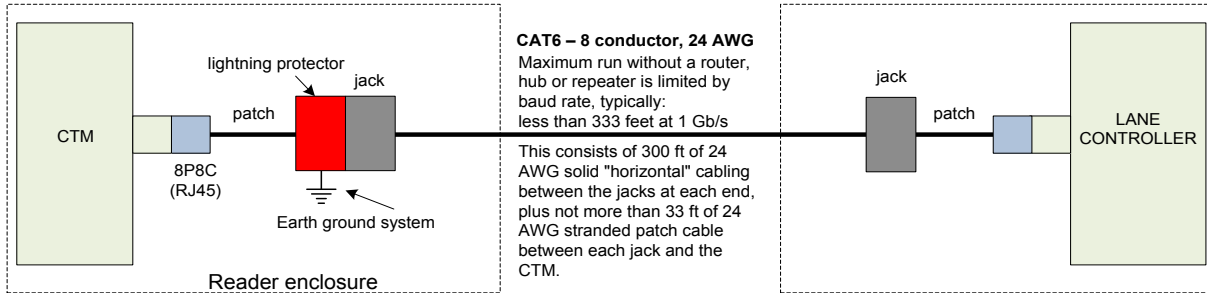 CTM
8P8C
(RJ45)
patch
lightning protector
jack
Earth ground system
Reader enclosure
CAT6 – 8 conductor, 24 AWG
Maximum run without a router,
hub or repeater is limited by
baud rate, typically:
less than 333 feet at 1 Gb/s
This consists of 300 ft of 24
AWG solid "horizontal" cabling
between the jacks at each end,
plus not more than 33 ft of 24
AWG stranded patch cable
between each jack and the
CTM.
jack
patch
LANE
CONTROLLER